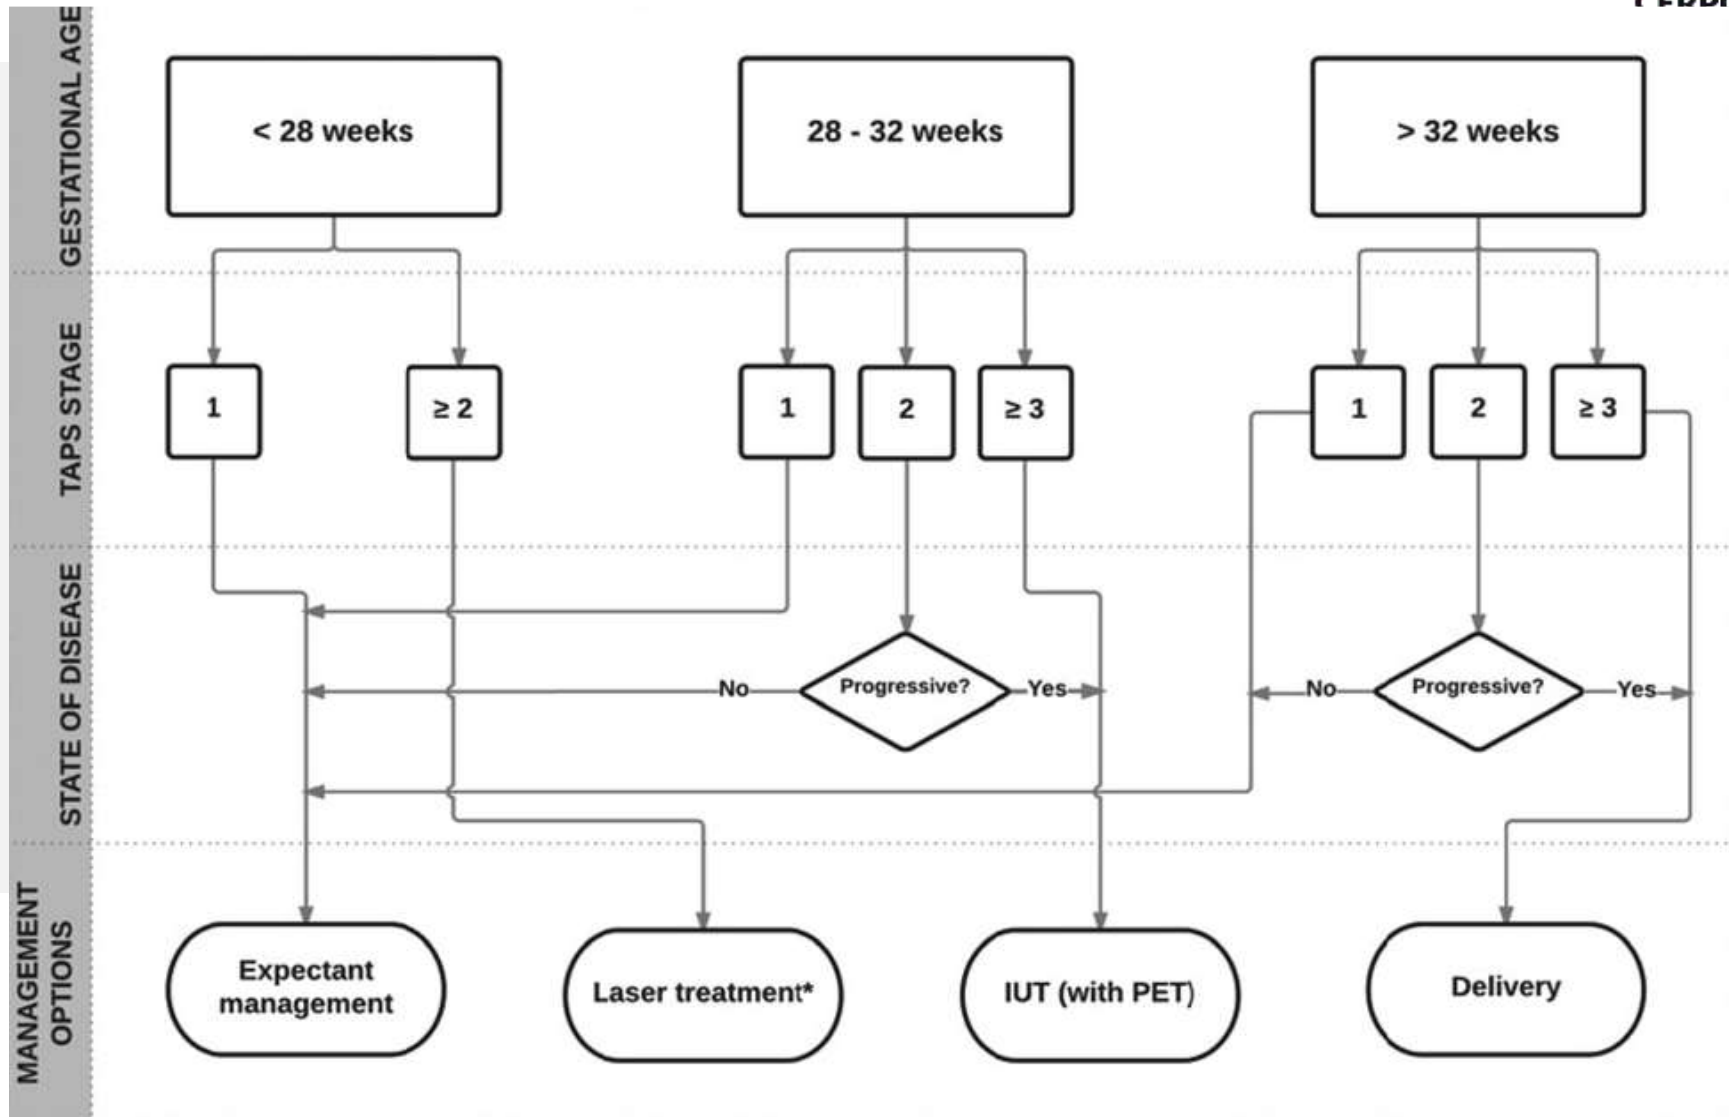 GESTATIONAL AGE
< 28 weeks
28 - 32 weeks
> 32 weeks
TAPS STAGE
1
≥ 2
1
2
≥ 3
1
2
≥ 3
STATE OF DISEASE
No
Progressive?
Yes
No
Progressive?
Yes
MANAGEMENT
OPTIONS
Expectant
management
Laser treatment*
IUT (with PET)
Delivery